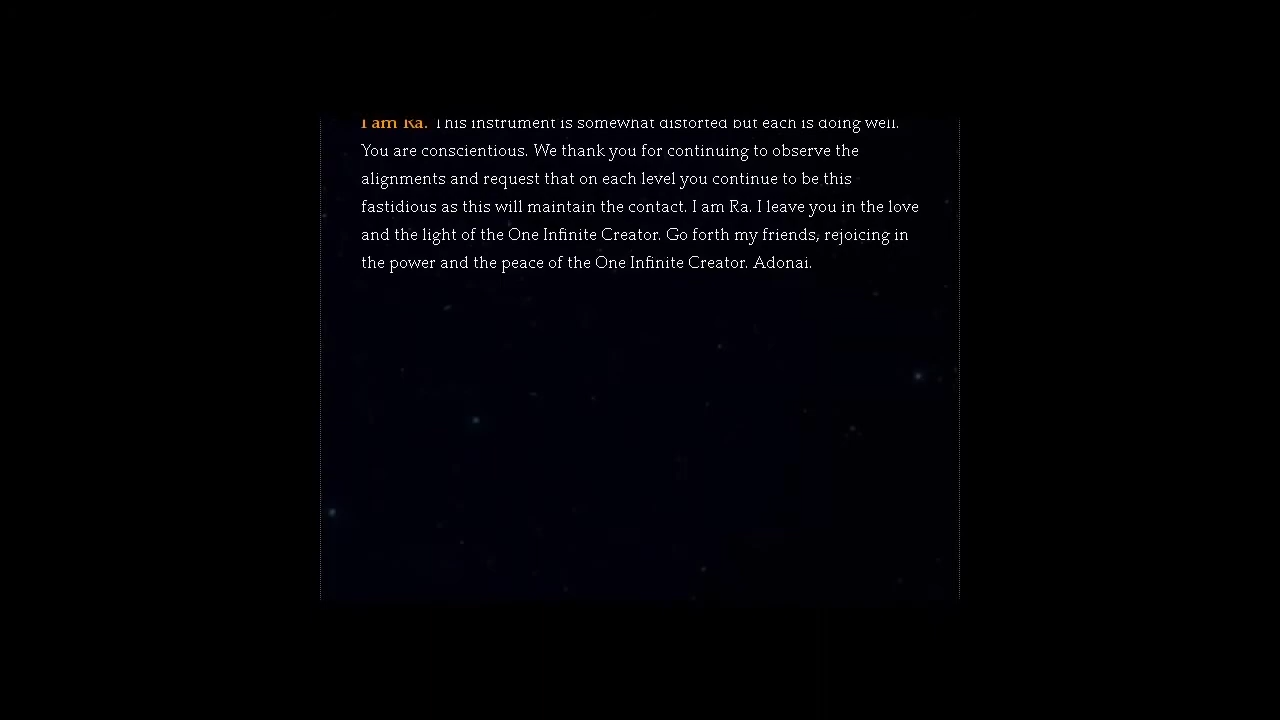 I am Ra. This instrument is somewhat distorted but each is doing well.
You are conscientious. We thank you for continuing to observe the
alignments and request that on each level you continue to be this
fastidious as this will maintain the contact. I am Ra. I leave you in the love
and the light of the One Infinite Creator. Go forth my friends, rejoicing in
the power and the peace of the One Infinite Creator. Adonai.